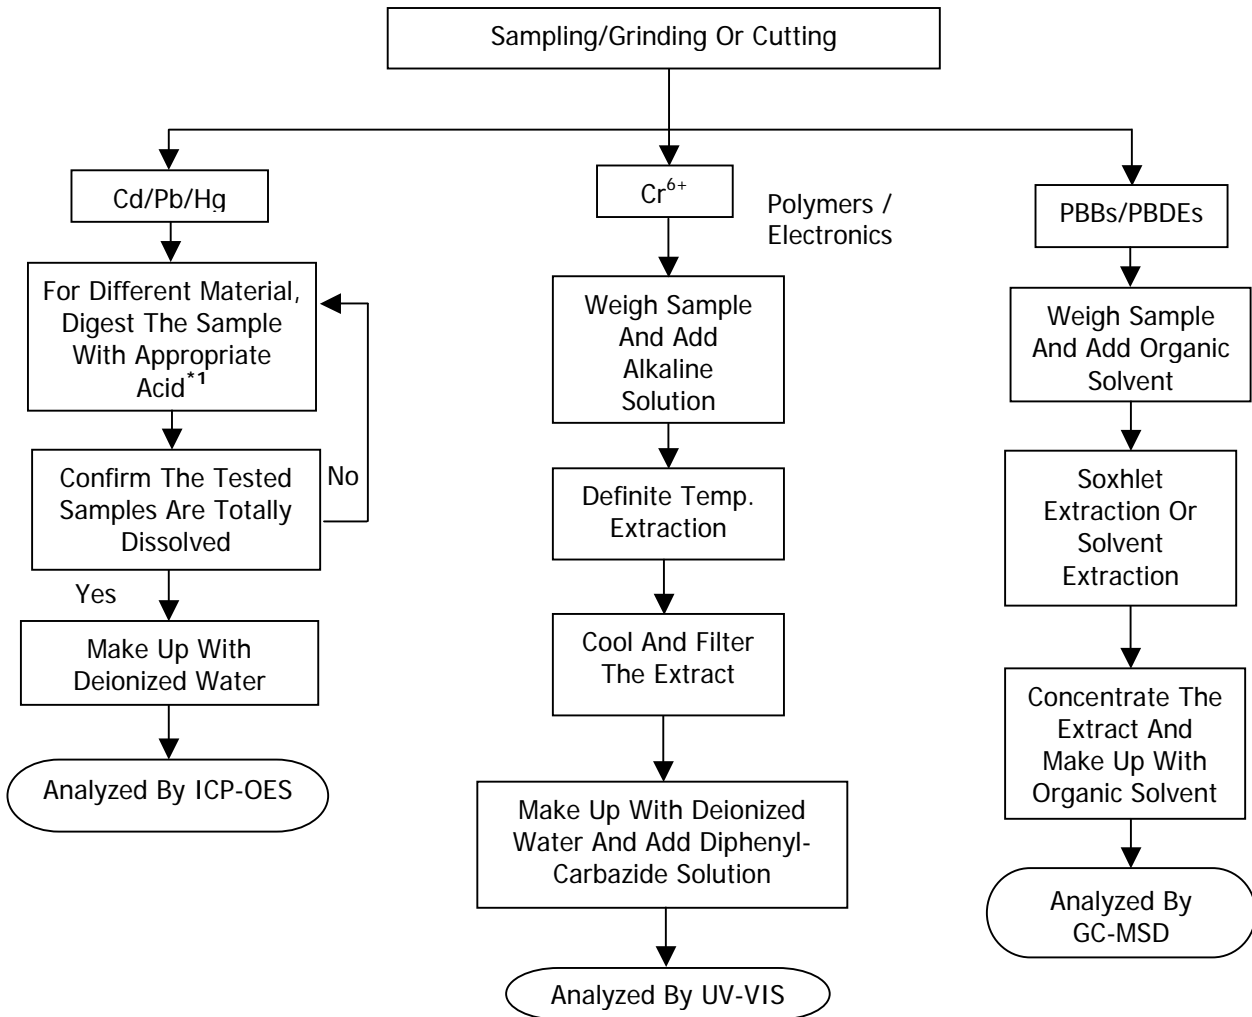 Sampling/Grinding Or Cutting
Cd/Pb/Hg
For Different Material,
Digest The Sample
With Appropriate
Acid*1
Confirm The Tested
Samples Are Totally
Dissolved
No
Yes
Make Up With
Deionized Water
Analyzed By ICP-OES
Cr6+
Polymers /
Electronics
Weigh Sample
And Add
Alkaline
Solution
Definite Temp.
Extraction
Cool And Filter
The Extract
Make Up With Deionized
Water And Add Diphenyl-
Carbazide Solution
Analyzed By UV-VIS
PBBs/PBDEs
Weigh Sample
And Add Organic
Solvent
Soxhlet
Extraction Or
Solvent
Extraction
Concentrate The
Extract And
Make Up With
Organic Solvent
Analyzed By
GC-MSD